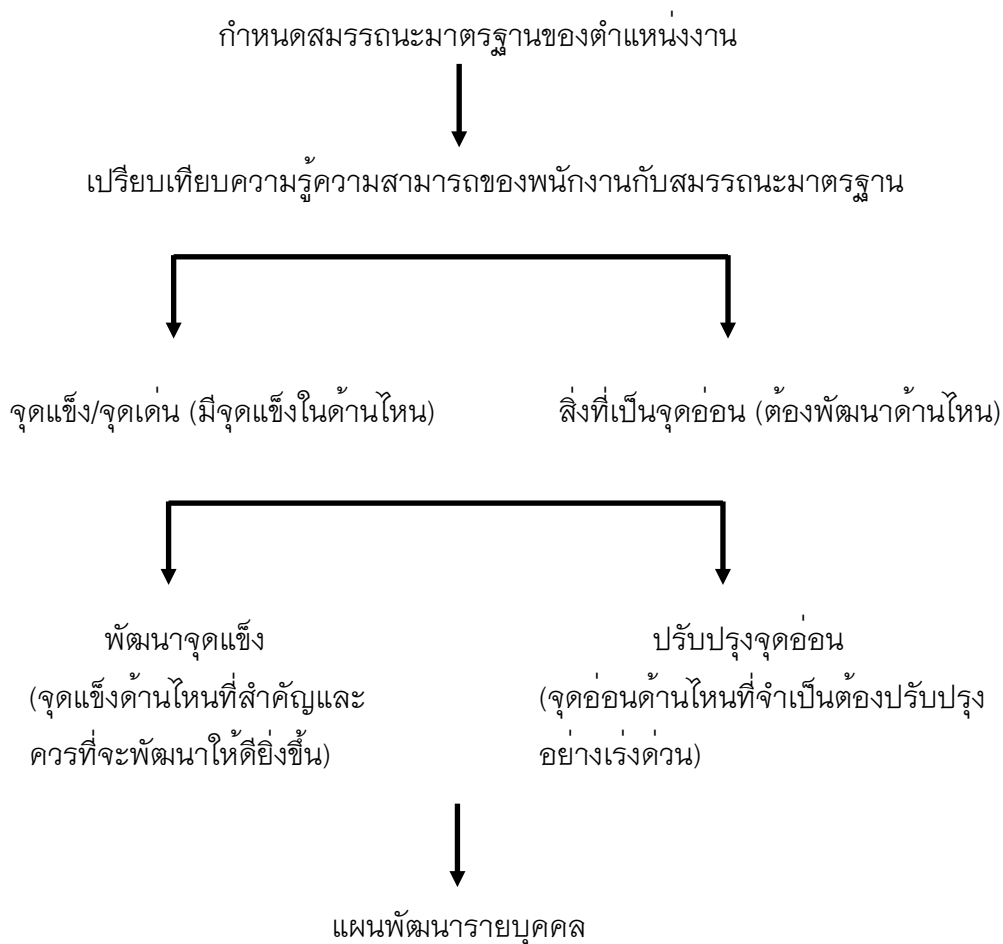 กำหนดสมรรถนะมาตรฐานของตำแหน่งงาน
เปรียบเทียบความรู้ความสามารถของพนักงานกับสมรรถนะมาตรฐาน
จุดแข็ง/จุดเด่น (มีจุดแข็งในด้านไหน)
สิ่งที่เป็นจุดอ่อน (ต้องพัฒนาด้านไหน)
พัฒนาจุดแข็ง
(จุดแข็งด้านไหนที่สำคัญและ
ควรที่จะพัฒนาให้ดียิ่งขึ้น)
ปรับปรุงจุดอ่อน
(จุดอ่อนด้านไหนที่จำเป็นต้องปรับปรุง
อย่างเร่งด่วน)
แผนพัฒนารายบุคคล